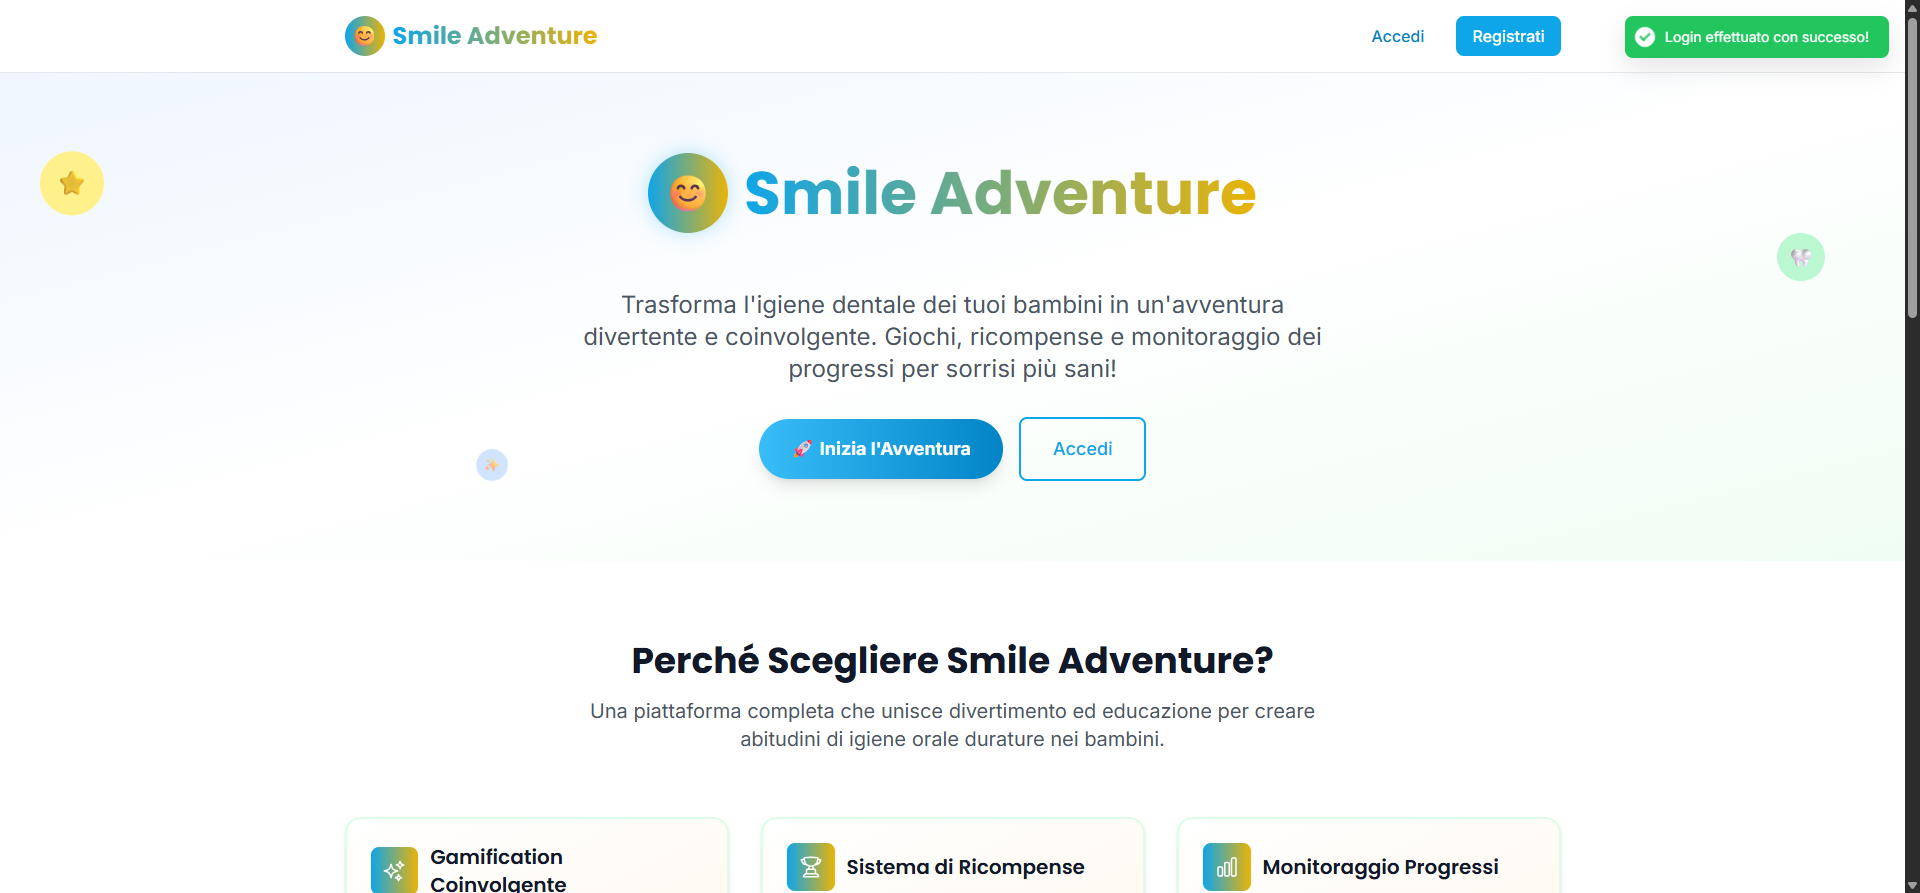 Smile Adventure
Accedi
Registrati
Login effettuato con successo!
Smile Adventure
Trasforma l'igiene dentale dei tuoi bambini in un'avventura
divertente e coinvolgente. Giochi, ricompense e monitoraggio dei
progressi per sorrisi più sani!
Inizia l'Avventura
Accedi
Perché Scegliere Smile Adventure?
Una piattaforma completa che unisce divertimento ed educazione per creare
abitudini di igiene orale durature nei bambini.
Gamification
Coinvolgente
Sistema di Ricompense
Monitoraggio Progressi